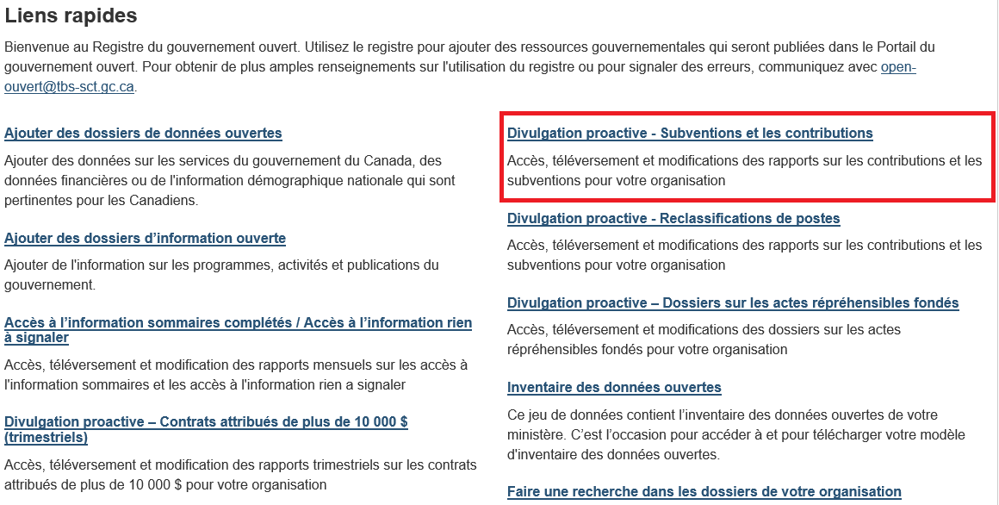 Liens rapides
Bienvenue au Registre du gouvernement ouvert. Utilisez le registre pour ajouter des ressources gouvernementales qui seront publiées dans le Portail du
gouvernement ouvert. Pour obtenir de plus amples renseignements sur l'utilisation du registre ou pour signaler des erreurs, communiquez avec open-
ouvert@tbs-sct.gc.ca.
Ajouter des dossiers de données ouvertes
Ajouter des données sur les services du gouvernement du Canada, des
données financières ou de l'information démographique nationale qui sont
pertinentes pour les Canadiens.
Ajouter des dossiers d’information ouverte
Ajouter de l'information sur les programmes, activités et publications du
gouvernement.
Accès à l’information sommaires complétés / Accès à l’information rien
à signaler
Accès, téléversement et modification des rapports mensuels sur les accès à
l'information sommaires et les accès à l'information rien a signaler
Divulgation proactive – Contrats attribués de plus de 10 000 $
(trimestriels)
Accès, téléversement et modification des rapports trimestriels sur les contrats
attribués de plus de 10 000 $ pour votre organisation
Divulgation proactive - Subventions et les contributions
Accès, téléversement et modifications des rapports sur les contributions et les
subventions pour votre organisation
Divulgation proactive - Reclassifications de postes
Accès, téléversement et modifications des rapports sur les contributions et les
subventions pour votre organisation
Divulgation proactive – Dossiers sur les actes répréhensibles fondés
Accès, téléversement et modifications des dossiers sur les actes
répréhensibles fondés pour votre organisation
Inventaire des données ouvertes
Ce jeu de données contient l’inventaire des données ouvertes de votre
ministère. C’est l’occasion pour accéder à et pour télécharger votre modèle
d'inventaire des données ouvertes.
Faire une recherche dans les dossiers de votre organisation